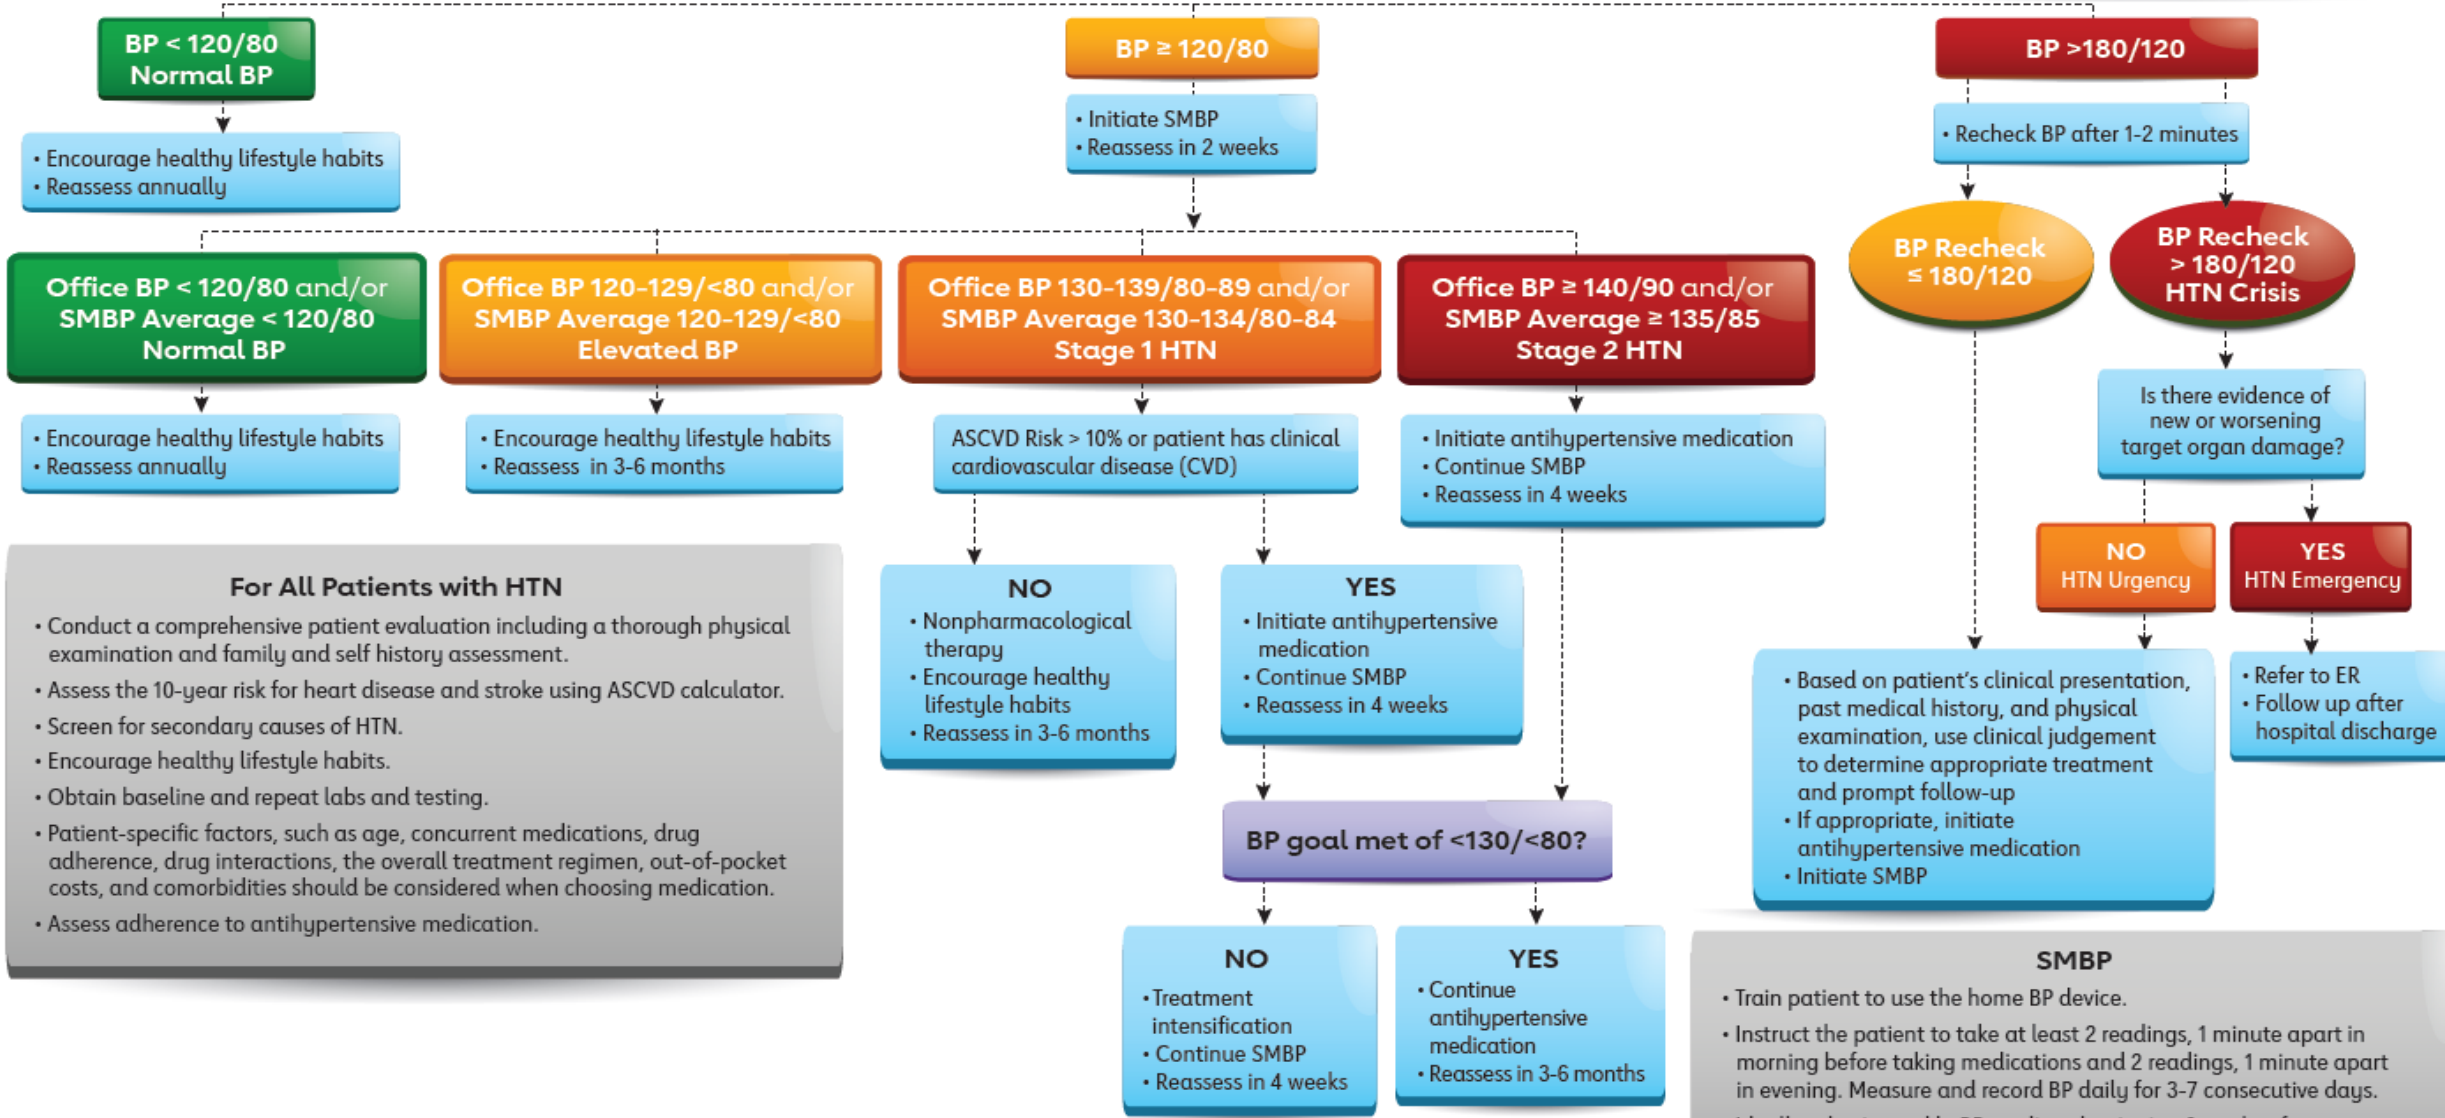 BP < 120/80
Normal BP
• Encourage healthy lifestyle habits
• Reassess annually
BP ≥ 120/80
• Initiate SMBP
• Reassess in 2 weeks
BP >180/120
• Recheck BP after 1-2 minutes
BP Recheck
≤ 180/120
BP Recheck
> 180/120
HTN Crisis
Office BP < 120/80 and/or
SMBP Average < 120/80
Normal BP
• Encourage healthy lifestyle habits
• Reassess annually
Office BP 120-129/<80 and/or
SMBP Average 120-129/<80
Elevated BP
• Encourage healthy lifestyle habits
• Reassess in 3-6 months
Office BP 130-139/80-89 and/or
SMBP Average 130-134/80-84
Stage 1 HTN
ASCVD Risk > 10% or patient has clinical
cardiovascular disease (CVD)
Office BP ≥ 140/90 and/or
SMBP Average ≥ 135/85
Stage 2 HTN
• Initiate antihypertensive medication
• Continue SMBP
• Reassess in 4 weeks
Is there evidence of
new or worsening
target organ damage?
NO
HTN Urgency
YES
HTN Emergency
NO
• Nonpharmacological
therapy
• Encourage healthy
lifestyle habits
• Reassess in 3-6 months
YES
• Initiate antihypertensive
medication
• Continue SMBP
• Reassess in 4 weeks
• Based on patient's clinical presentation,
past medical history, and physical
examination, use clinical judgement
to determine appropriate treatment
and prompt follow-up
• If appropriate, initiate
antihypertensive medication
• Initiate SMBP
• Refer to ER
• Follow up after
hospital discharge
BP goal met of <130/<80?
NO
• Treatment
intensification
• Continue SMBP
• Reassess in 4 weeks
YES
• Continue
antihypertensive
medication
• Reassess in 3-6 months
For All Patients with HTN
• Conduct a comprehensive patient evaluation including a thorough physical
examination and family and self history assessment.
• Assess the 10-year risk for heart disease and stroke using ASCVD calculator.
• Screen for secondary causes of HTN.
• Encourage healthy lifestyle habits.
• Obtain baseline and repeat labs and testing.
• Patient-specific factors, such as age, concurrent medications, drug
adherence, drug interactions, the overall treatment regimen, out-of-pocket
costs, and comorbidities should be considered when choosing medication.
• Assess adherence to antihypertensive medication.
SMBP
• Train patient to use the home BP device.
• Instruct the patient to take at least 2 readings, 1 minute apart in
morning before taking medications and 2 readings, 1 minute apart
in evening. Measure and record BP daily for 3-7 consecutive days.